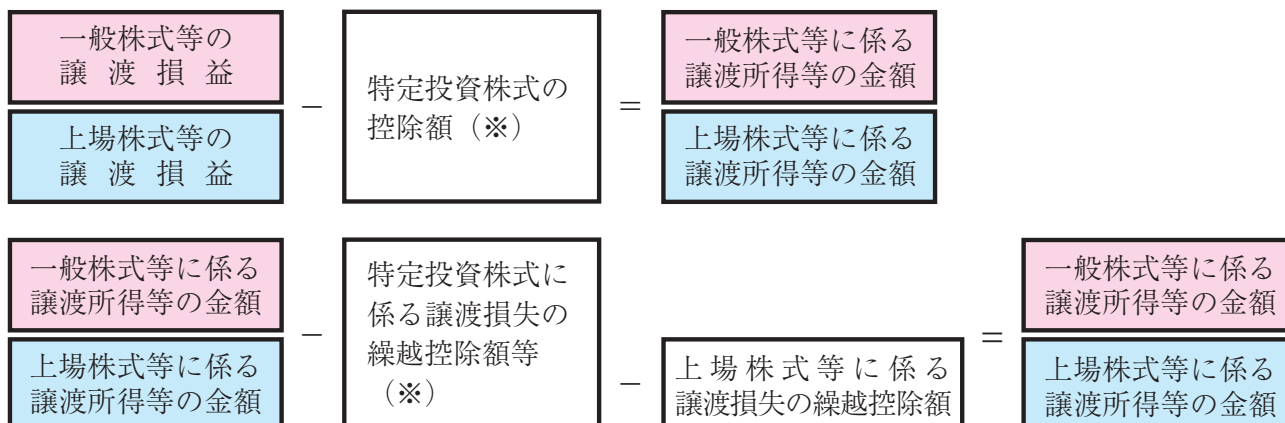 一般株式等の
譲渡損益
上場株式等の
譲渡損益
−
特定投資株式の
控除額（※）
＝
一般株式等に係る
譲渡所得等の金額
上場株式等に係る
譲渡所得等の金額
一般株式等に係る
譲渡所得等の金額
上場株式等に係る
譲渡所得等の金額
−
特定投資株式に
係る譲渡損失の
繰越控除額等
（※）
−
上場株式等に係る
譲渡損失の繰越控除額
＝
一般株式等に係る
譲渡所得等の金額
上場株式等に係る
譲渡所得等の金額